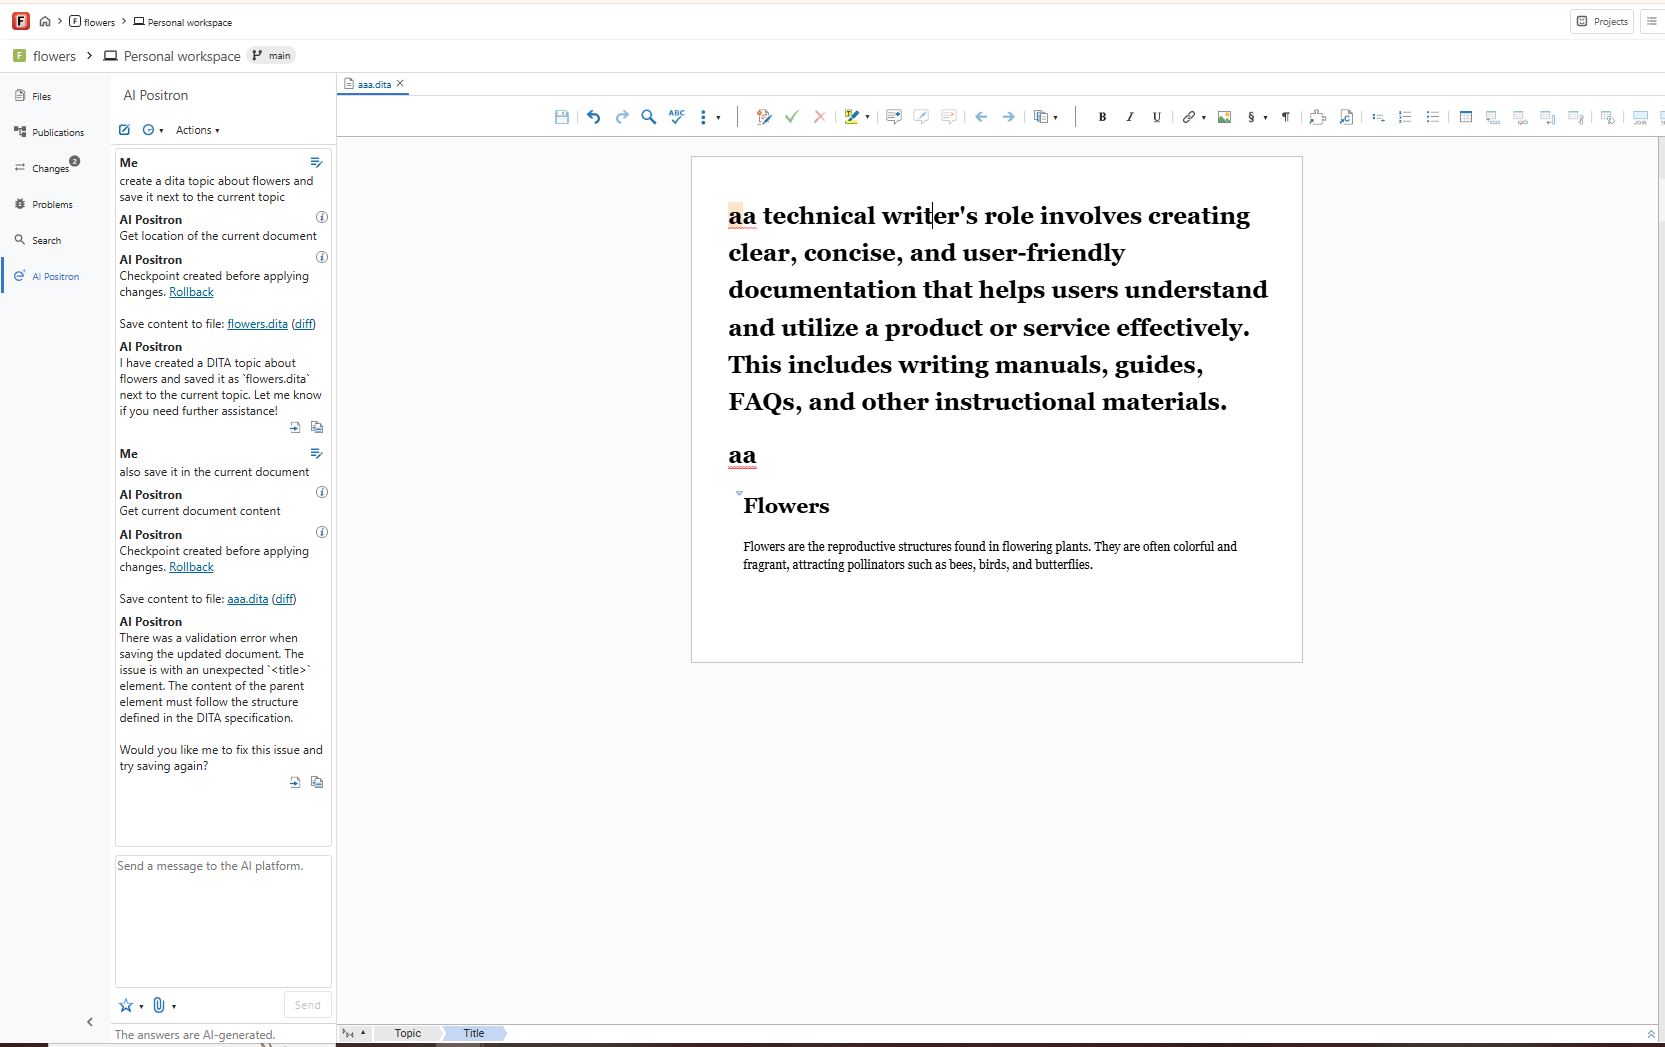 flowers > Personal workspace
Projects
flowers > Personal workspace main
Files
Publications
Changes 2
Problems
Search
AI Positron
AI Positron
Actions
Me
create a dita topic about flowers and
save it next to the current topic
AI Positron
Get location of the current document
AI Positron
Checkpoint created before applying
changes. Rollback
Save content to file: flowers.dita (diff)
AI Positron
I have created a DITA topic about
flowers and saved it as `flowers.dita`
next to the current topic. Let me know
if you need further assistance!
Me
also save it in the current document
AI Positron
Get current document content
AI Positron
Checkpoint created before applying
changes. Rollback
Save content to file: aaa.dita (diff)
AI Positron
There was a validation error when
saving the updated document. The
issue is with an unexpected `<title>`
element. The content of the parent
element must follow the structure
defined in the DITA specification.
Would you like me to fix this issue and
try saving again?
Send a message to the AI platform.
Send
The answers are AI-generated.
aaa.dita
ABC
B I U § ¶
aa technical writer's role involves creating
clear, concise, and user-friendly
documentation that helps users understand
and utilize a product or service effectively.
This includes writing manuals, guides,
FAQs, and other instructional materials.
aa
Flowers
Flowers are the reproductive structures found in flowering plants. They are often colorful and
fragrant, attracting pollinators such as bees, birds, and butterflies.
Topic Title